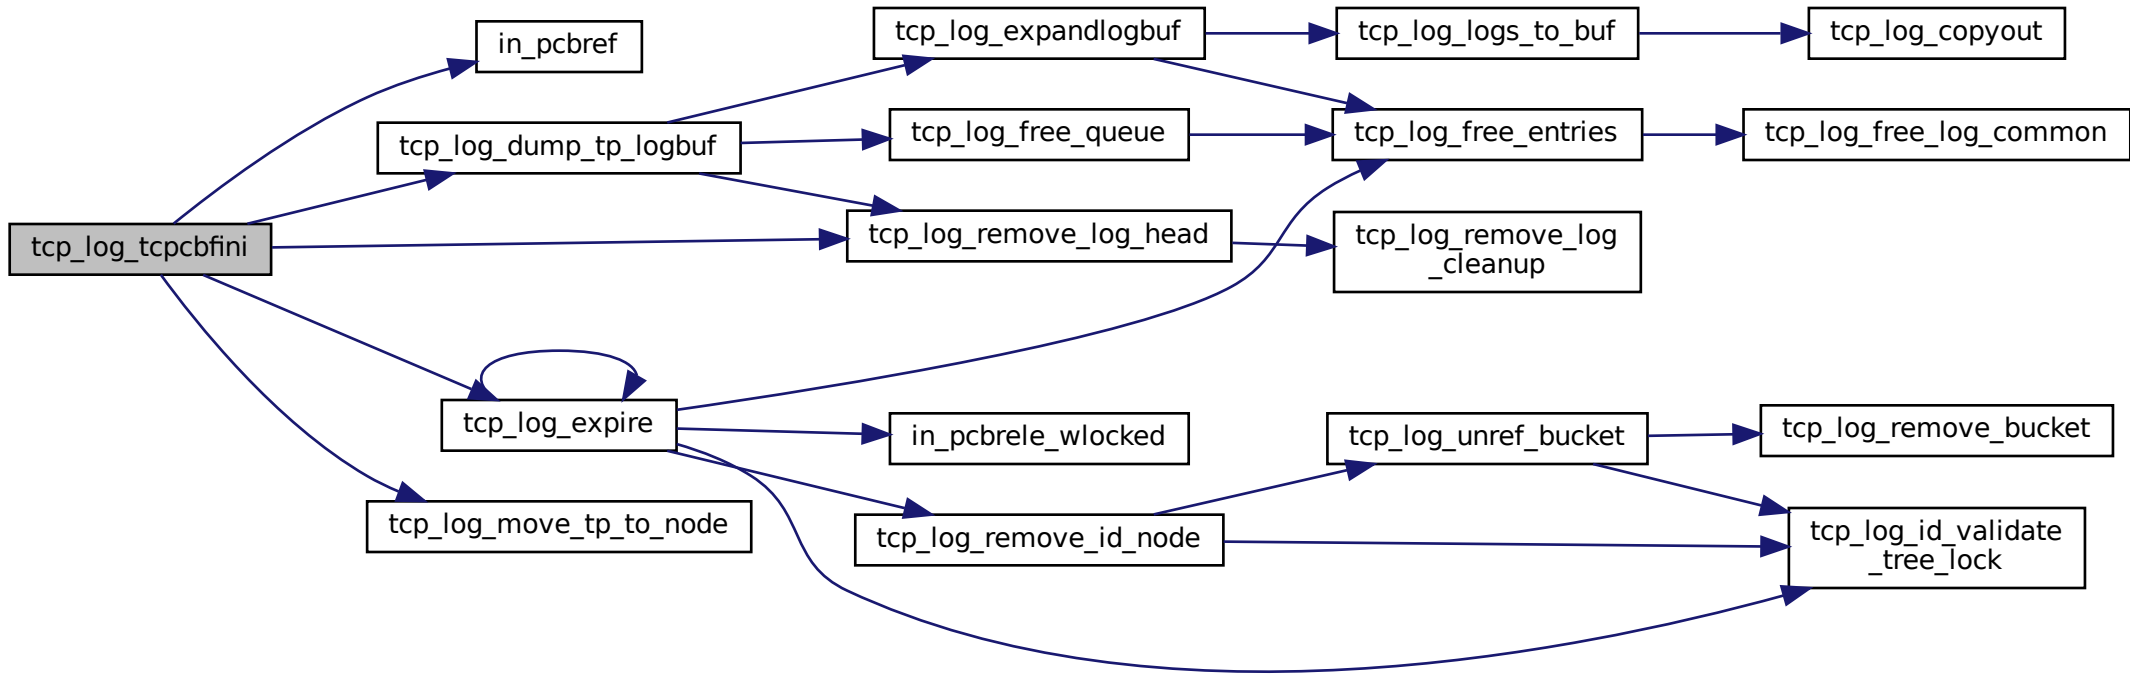 tcp_log_tcpcbfini
in_pcbref
tcp_log_dump_tp_logbuf
tcp_log_expire
tcp_log_move_tp_to_node
tcp_log_expandlogbuf
tcp_log_free_queue
tcp_log_remove_log_head
in_pcbrele_wlocked
tcp_log_remove_id_node
tcp_log_logs_to_buf
tcp_log_free_entries
tcp_log_remove_log
_cleanup
tcp_log_unref_bucket
tcp_log_copyout
tcp_log_free_log_common
tcp_log_remove_bucket
tcp_log_id_validate
_tree_lock